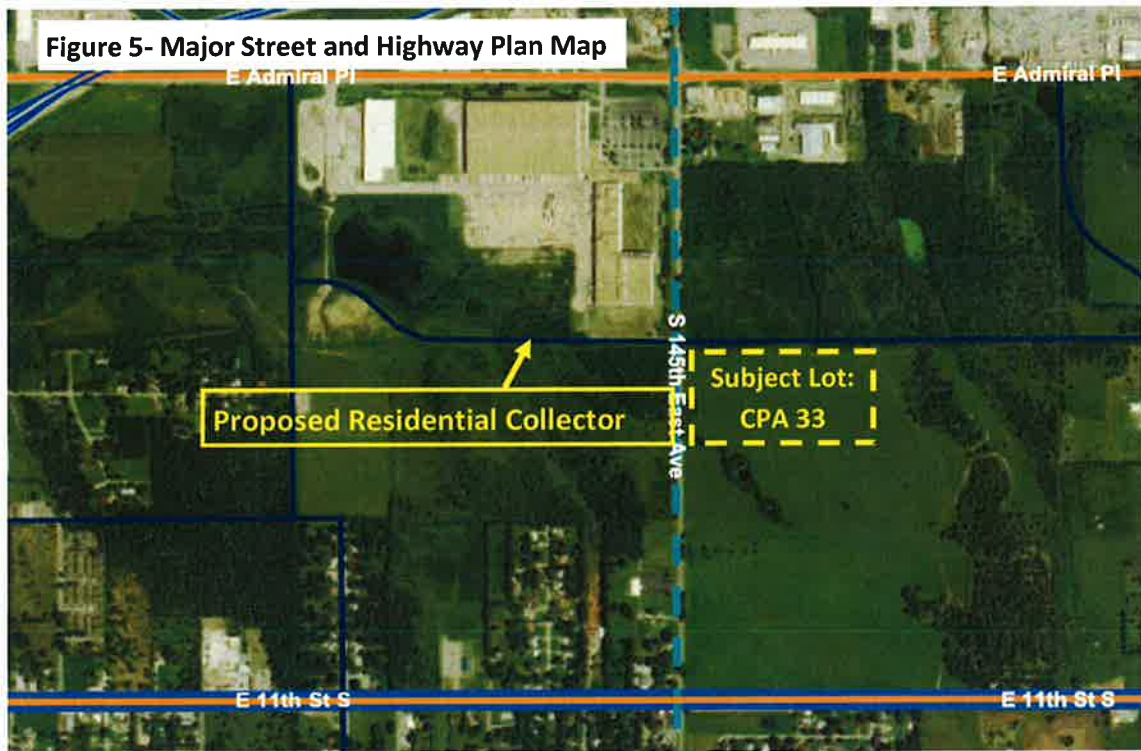 Figure 5- Major Street and Highway Plan Map
E Admiral Pl
E Admiral Pl
S 145th East Ave
Subject Lot:
CPA 33
Proposed Residential Collector
E 11th St S
E 11th St S